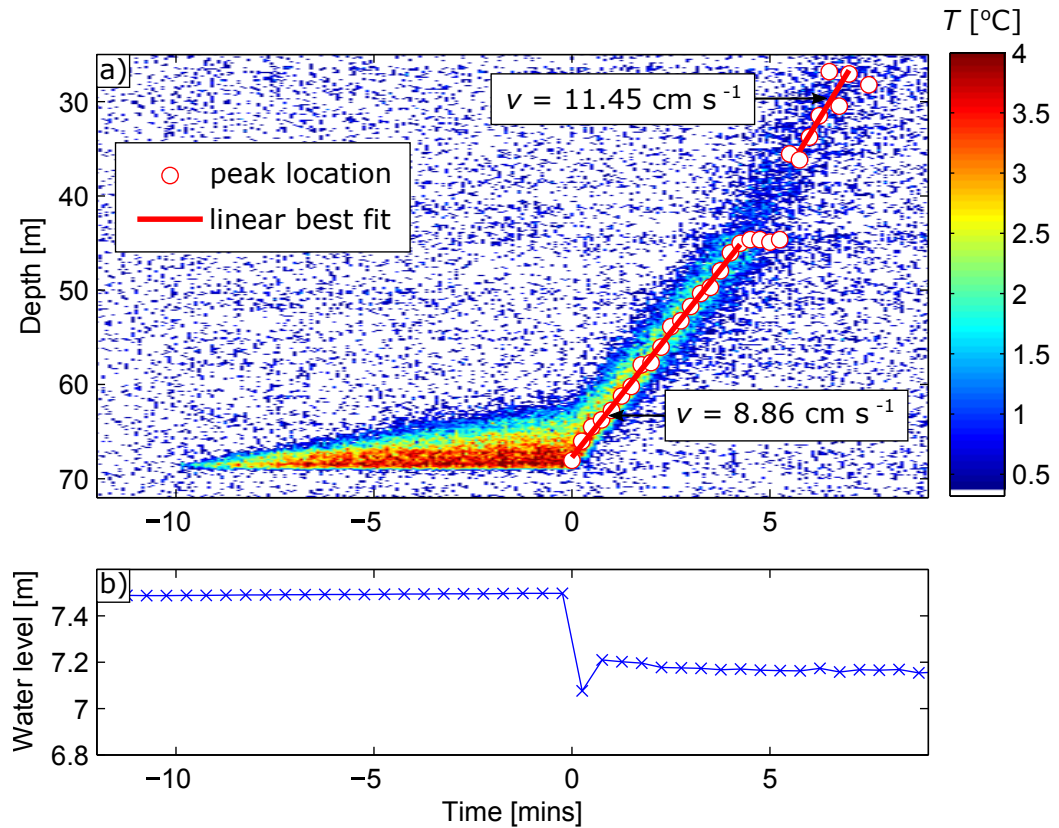 T [°C]
a)
30
40
50
60
70
Depth [m]
v = 11.45 cm s⁻¹
peak location
linear best fit
v = 8.86 cm s⁻¹
−10
−5
0
5
4
3.5
3
2.5
2
1.5
1
0.5
b)
7.4
7.2
7
6.8
Water level [m]
−10
−5
0
5
Time [mins]